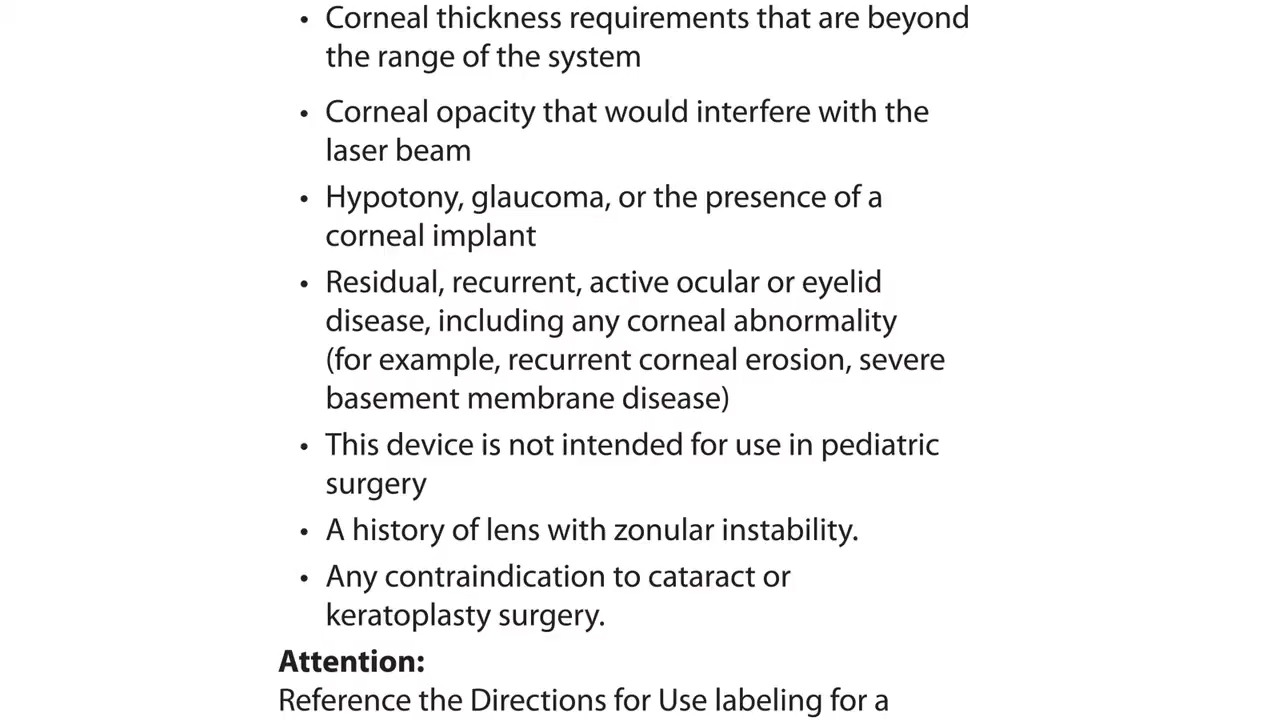 • Corneal thickness requirements that are beyond
the range of the system
• Corneal opacity that would interfere with the
laser beam
• Hypotony, glaucoma, or the presence of a
corneal implant
• Residual, recurrent, active ocular or eyelid
disease, including any corneal abnormality
(for example, recurrent corneal erosion, severe
basement membrane disease)
• This device is not intended for use in pediatric
surgery
• A history of lens with zonular instability.
• Any contraindication to cataract or
keratoplasty surgery.
Attention:
Reference the Directions for Use labeling for a